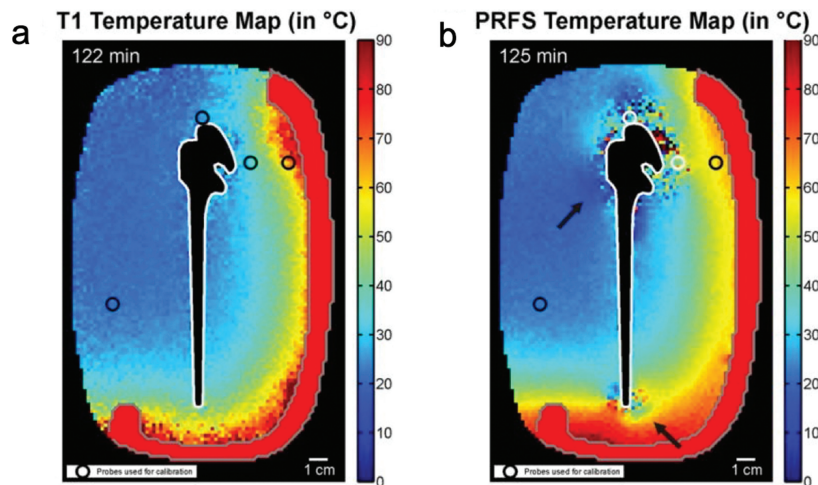 T1 Temperature Map (in °C)
a
122 min
90
80
70
60
50
40
30
20
10
0
Probes used for calibration
1 cm
PRFS Temperature Map (in °C)
b
125 min
90
80
70
60
50
40
30
20
10
0
Probes used for calibration
1 cm